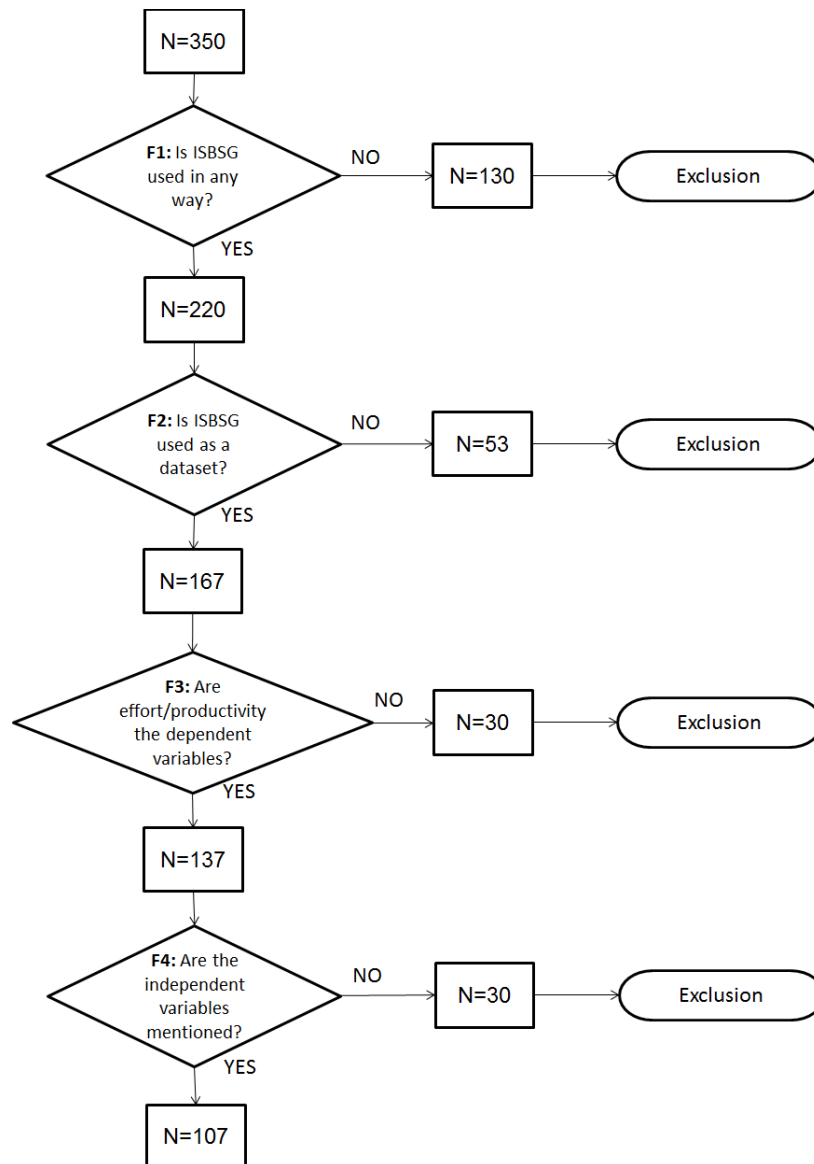 N=350
F1: Is ISBSG
used in any
way?
NO
N=130
Exclusion
YES
N=220
F2: Is ISBSG
used as a
dataset?
NO
N=53
Exclusion
YES
N=167
F3: Are
effort/productivity
the dependent
variables?
NO
N=30
Exclusion
YES
N=137
F4: Are the
independent
variables
mentioned?
NO
N=30
Exclusion
YES
N=107